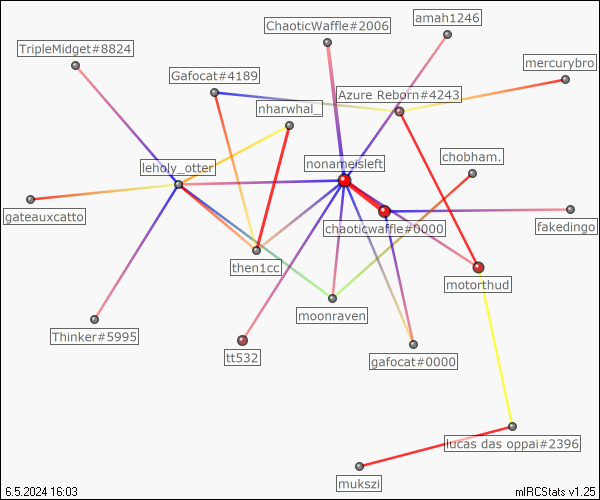 ChaoticWaffle#2006
amah1246
TripleMidget#8824
mercurybro
Gafocat#4189
Azure Reborn#4243
nharwhal_
chobham.
nonameisleft
leholy_otter
gateauxcatto
fakedingo
chaoticwaffle#0000
then1cc
motorthud
moonraven
Thinker#5995
tt532
gafocat#0000
lucas das oppai#2396
mukszi
6.5.2024 16:03
mIRCStats v1.25